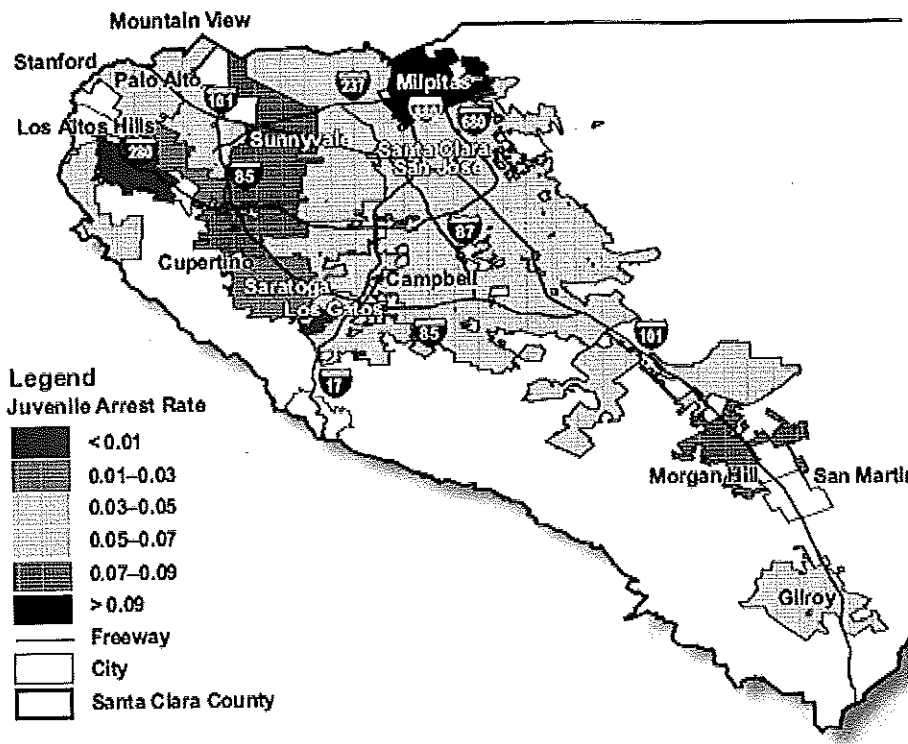 Mountain View
Stanford
Palo Alto
Milpitas
237
101
680
Los Altos Hills
Sunnyvale
Santa Clara
San Jose
280
85
87
Cupertino
Campbell
Saratoga
Los Gatos
85
101
17
Morgan Hill
San Martin
Gilroy
Legend
Juvenile Arrest Rate
<0.01
0.01–0.03
0.03–0.05
0.05–0.07
0.07–0.09
>0.09
Freeway
City
Santa Clara County